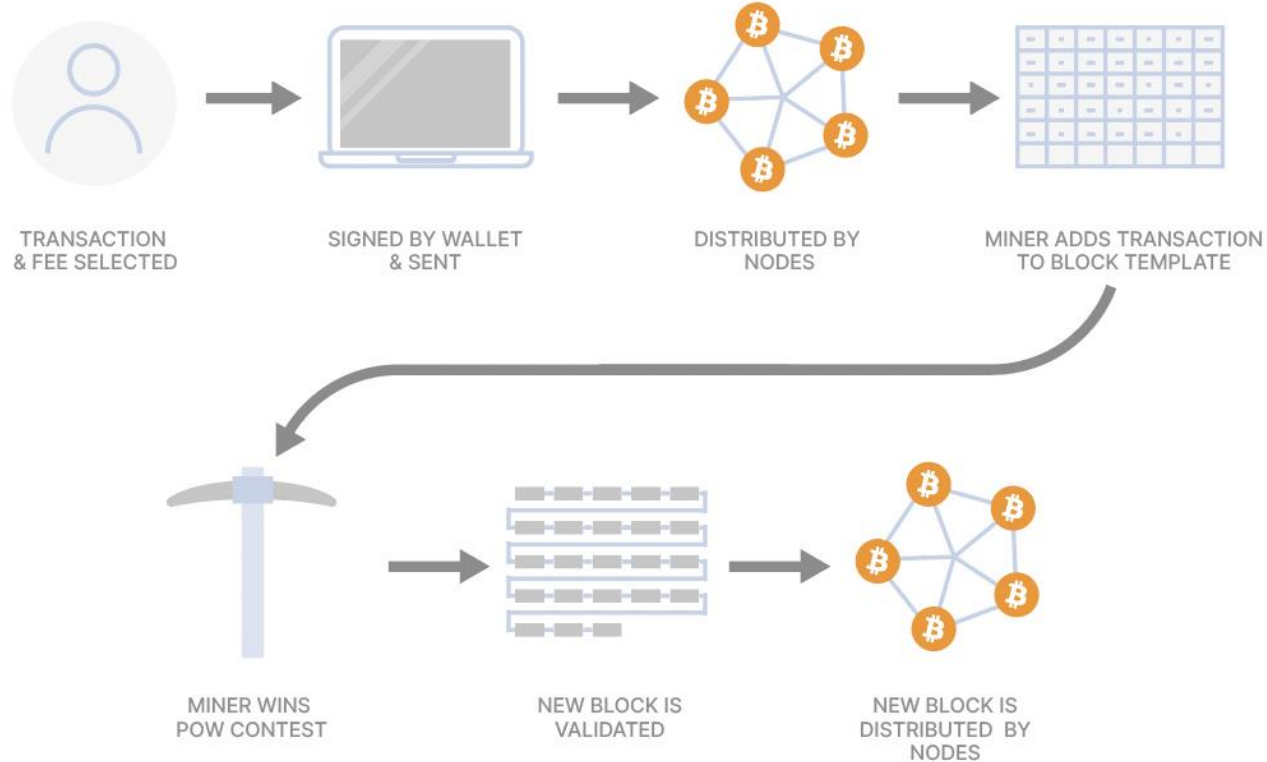 TRANSACTION
& FEE SELECTED
SIGNED BY WALLET
& SENT
DISTRIBUTED BY
NODES
MINER ADDS TRANSACTION
TO BLOCK TEMPLATE
MINER WINS
POW CONTEST
NEW BLOCK IS
VALIDATED
NEW BLOCK IS
DISTRIBUTED BY
NODES